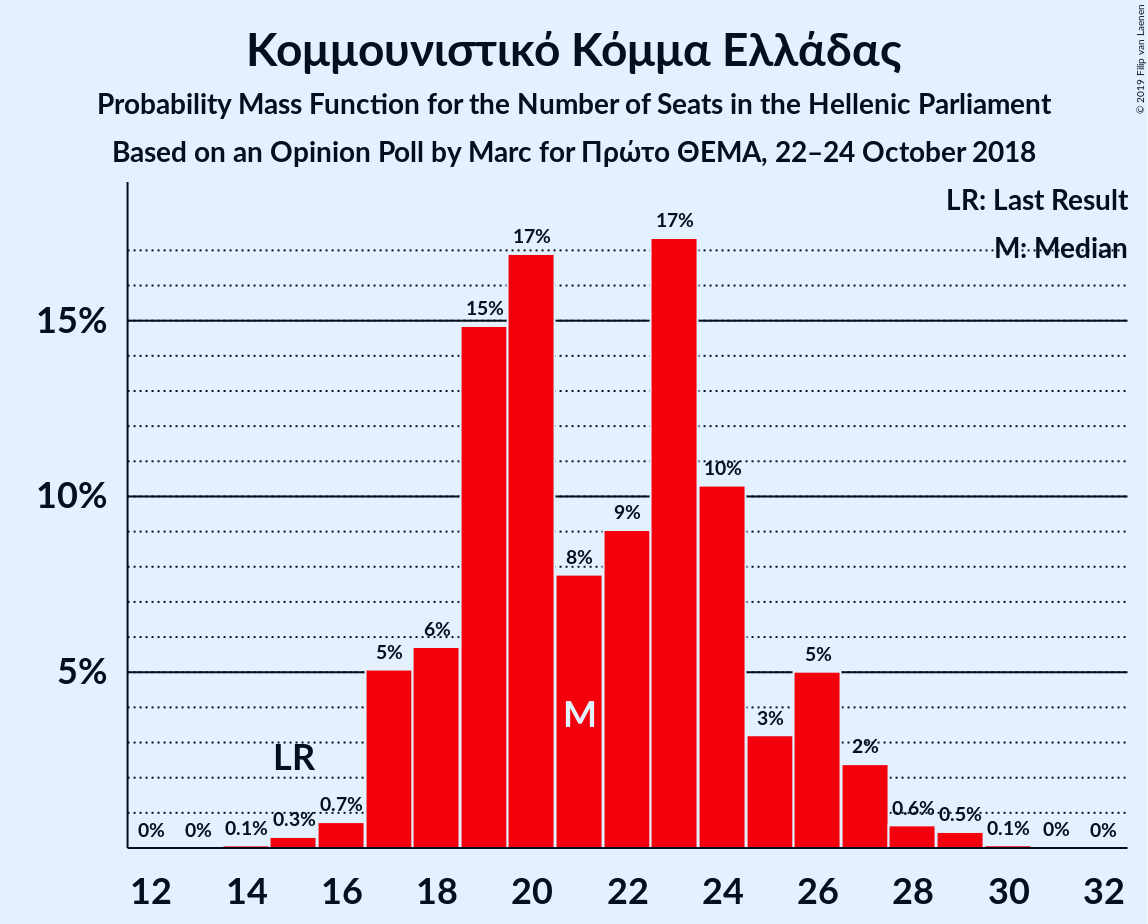 Κομμουνιστικό Κόμμα Ελλάδας
Probability Mass Function for the Number of Seats in the Hellenic Parliament
Based on an Opinion Poll by Marc for Πρώτο ΘΕΜΑ, 22–24 October 2018
© 2019 Filip van Laenen
LR: Last Result
M: Median
15%
10%
5%
0% 0% 0.1% 0.3% 0.7% 5% 6% 15% 17% 8% 9% 17% 10% 3% 5% 2% 0.6% 0.5% 0.1% 0% 0%
LR
M
12 14 16 18 20 22 24 26 28 30 32